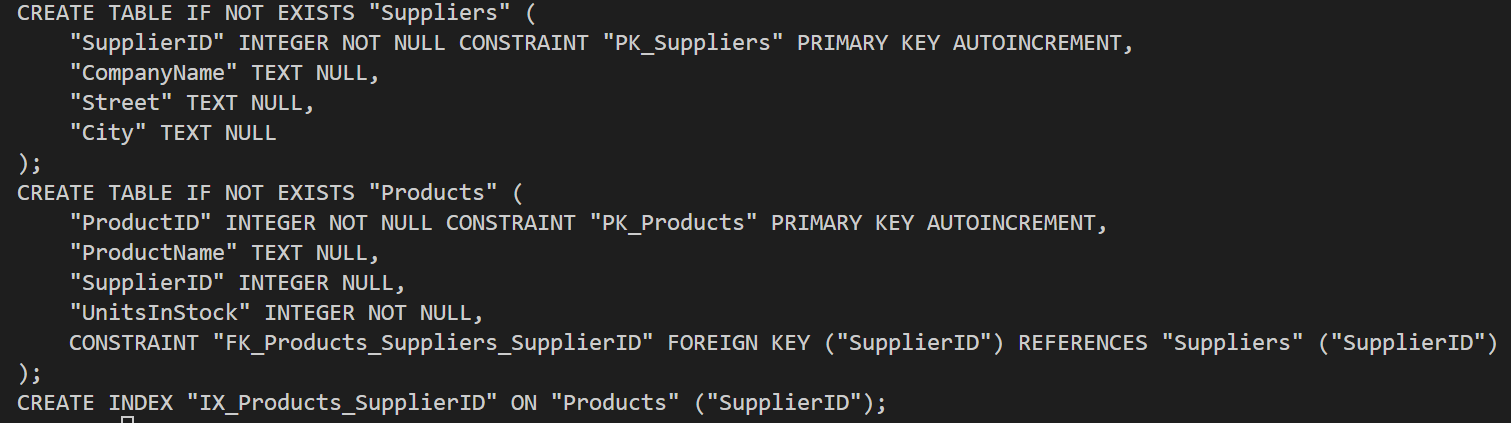 CREATE TABLE IF NOT EXISTS "Suppliers" (
    "SupplierID" INTEGER NOT NULL CONSTRAINT "PK_Suppliers" PRIMARY KEY AUTOINCREMENT,
    "CompanyName" TEXT NULL,
    "Street" TEXT NULL,
    "City" TEXT NULL
);
CREATE TABLE IF NOT EXISTS "Products" (
    "ProductID" INTEGER NOT NULL CONSTRAINT "PK_Products" PRIMARY KEY AUTOINCREMENT,
    "ProductName" TEXT NULL,
    "SupplierID" INTEGER NULL,
    "UnitsInStock" INTEGER NOT NULL,
    CONSTRAINT "FK_Products_Suppliers_SupplierID" FOREIGN KEY ("SupplierID") REFERENCES "Suppliers" ("SupplierID")
);
CREATE INDEX "IX_Products_SupplierID" ON "Products" ("SupplierID");